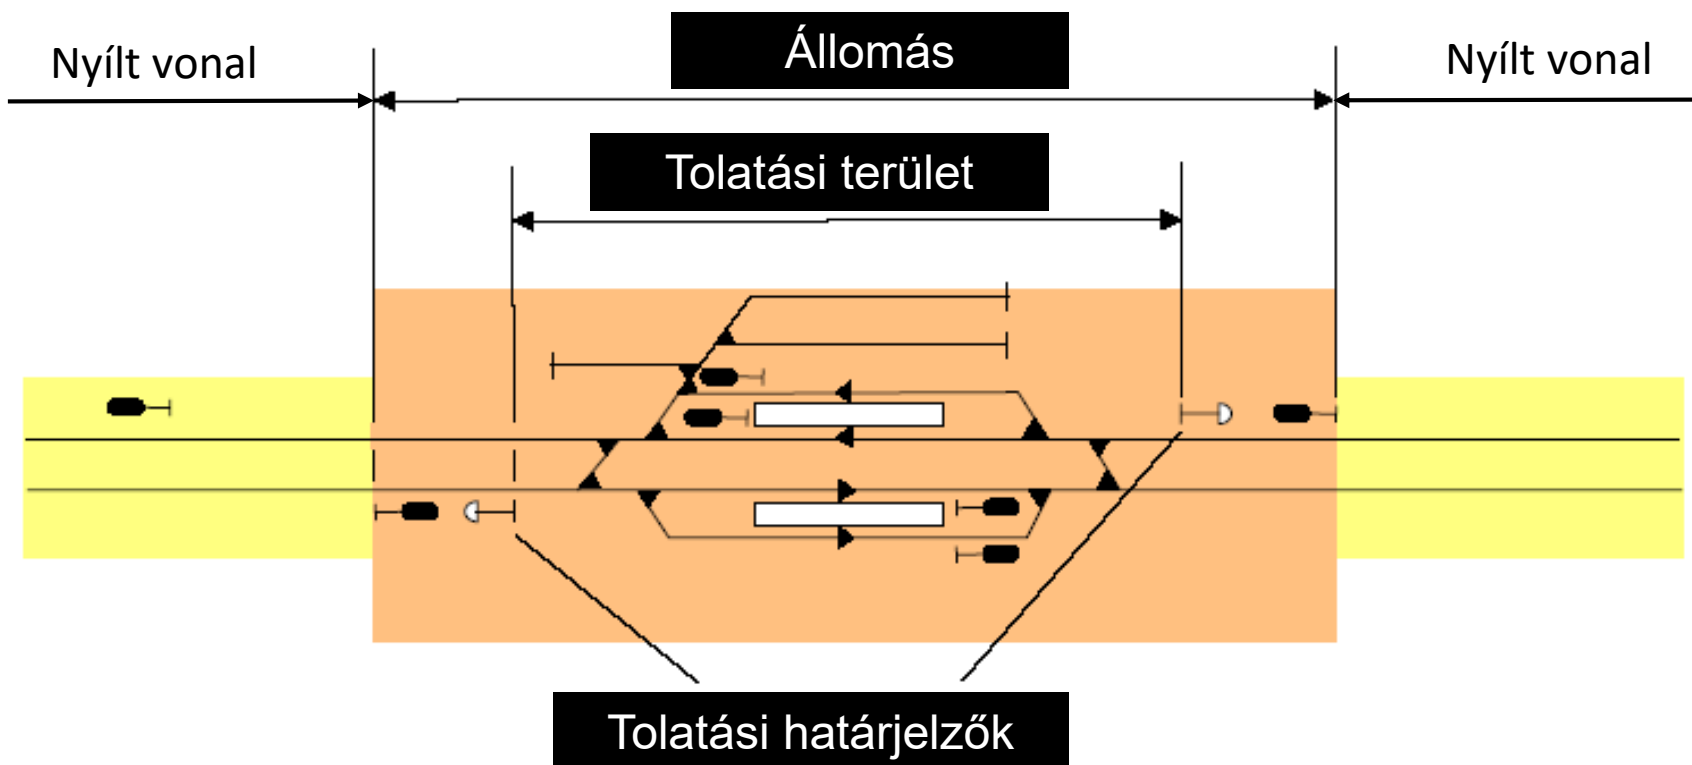 Nyílt vonal
Állomás
Nyílt vonal
Tolatási terület
Tolatási határjelzők